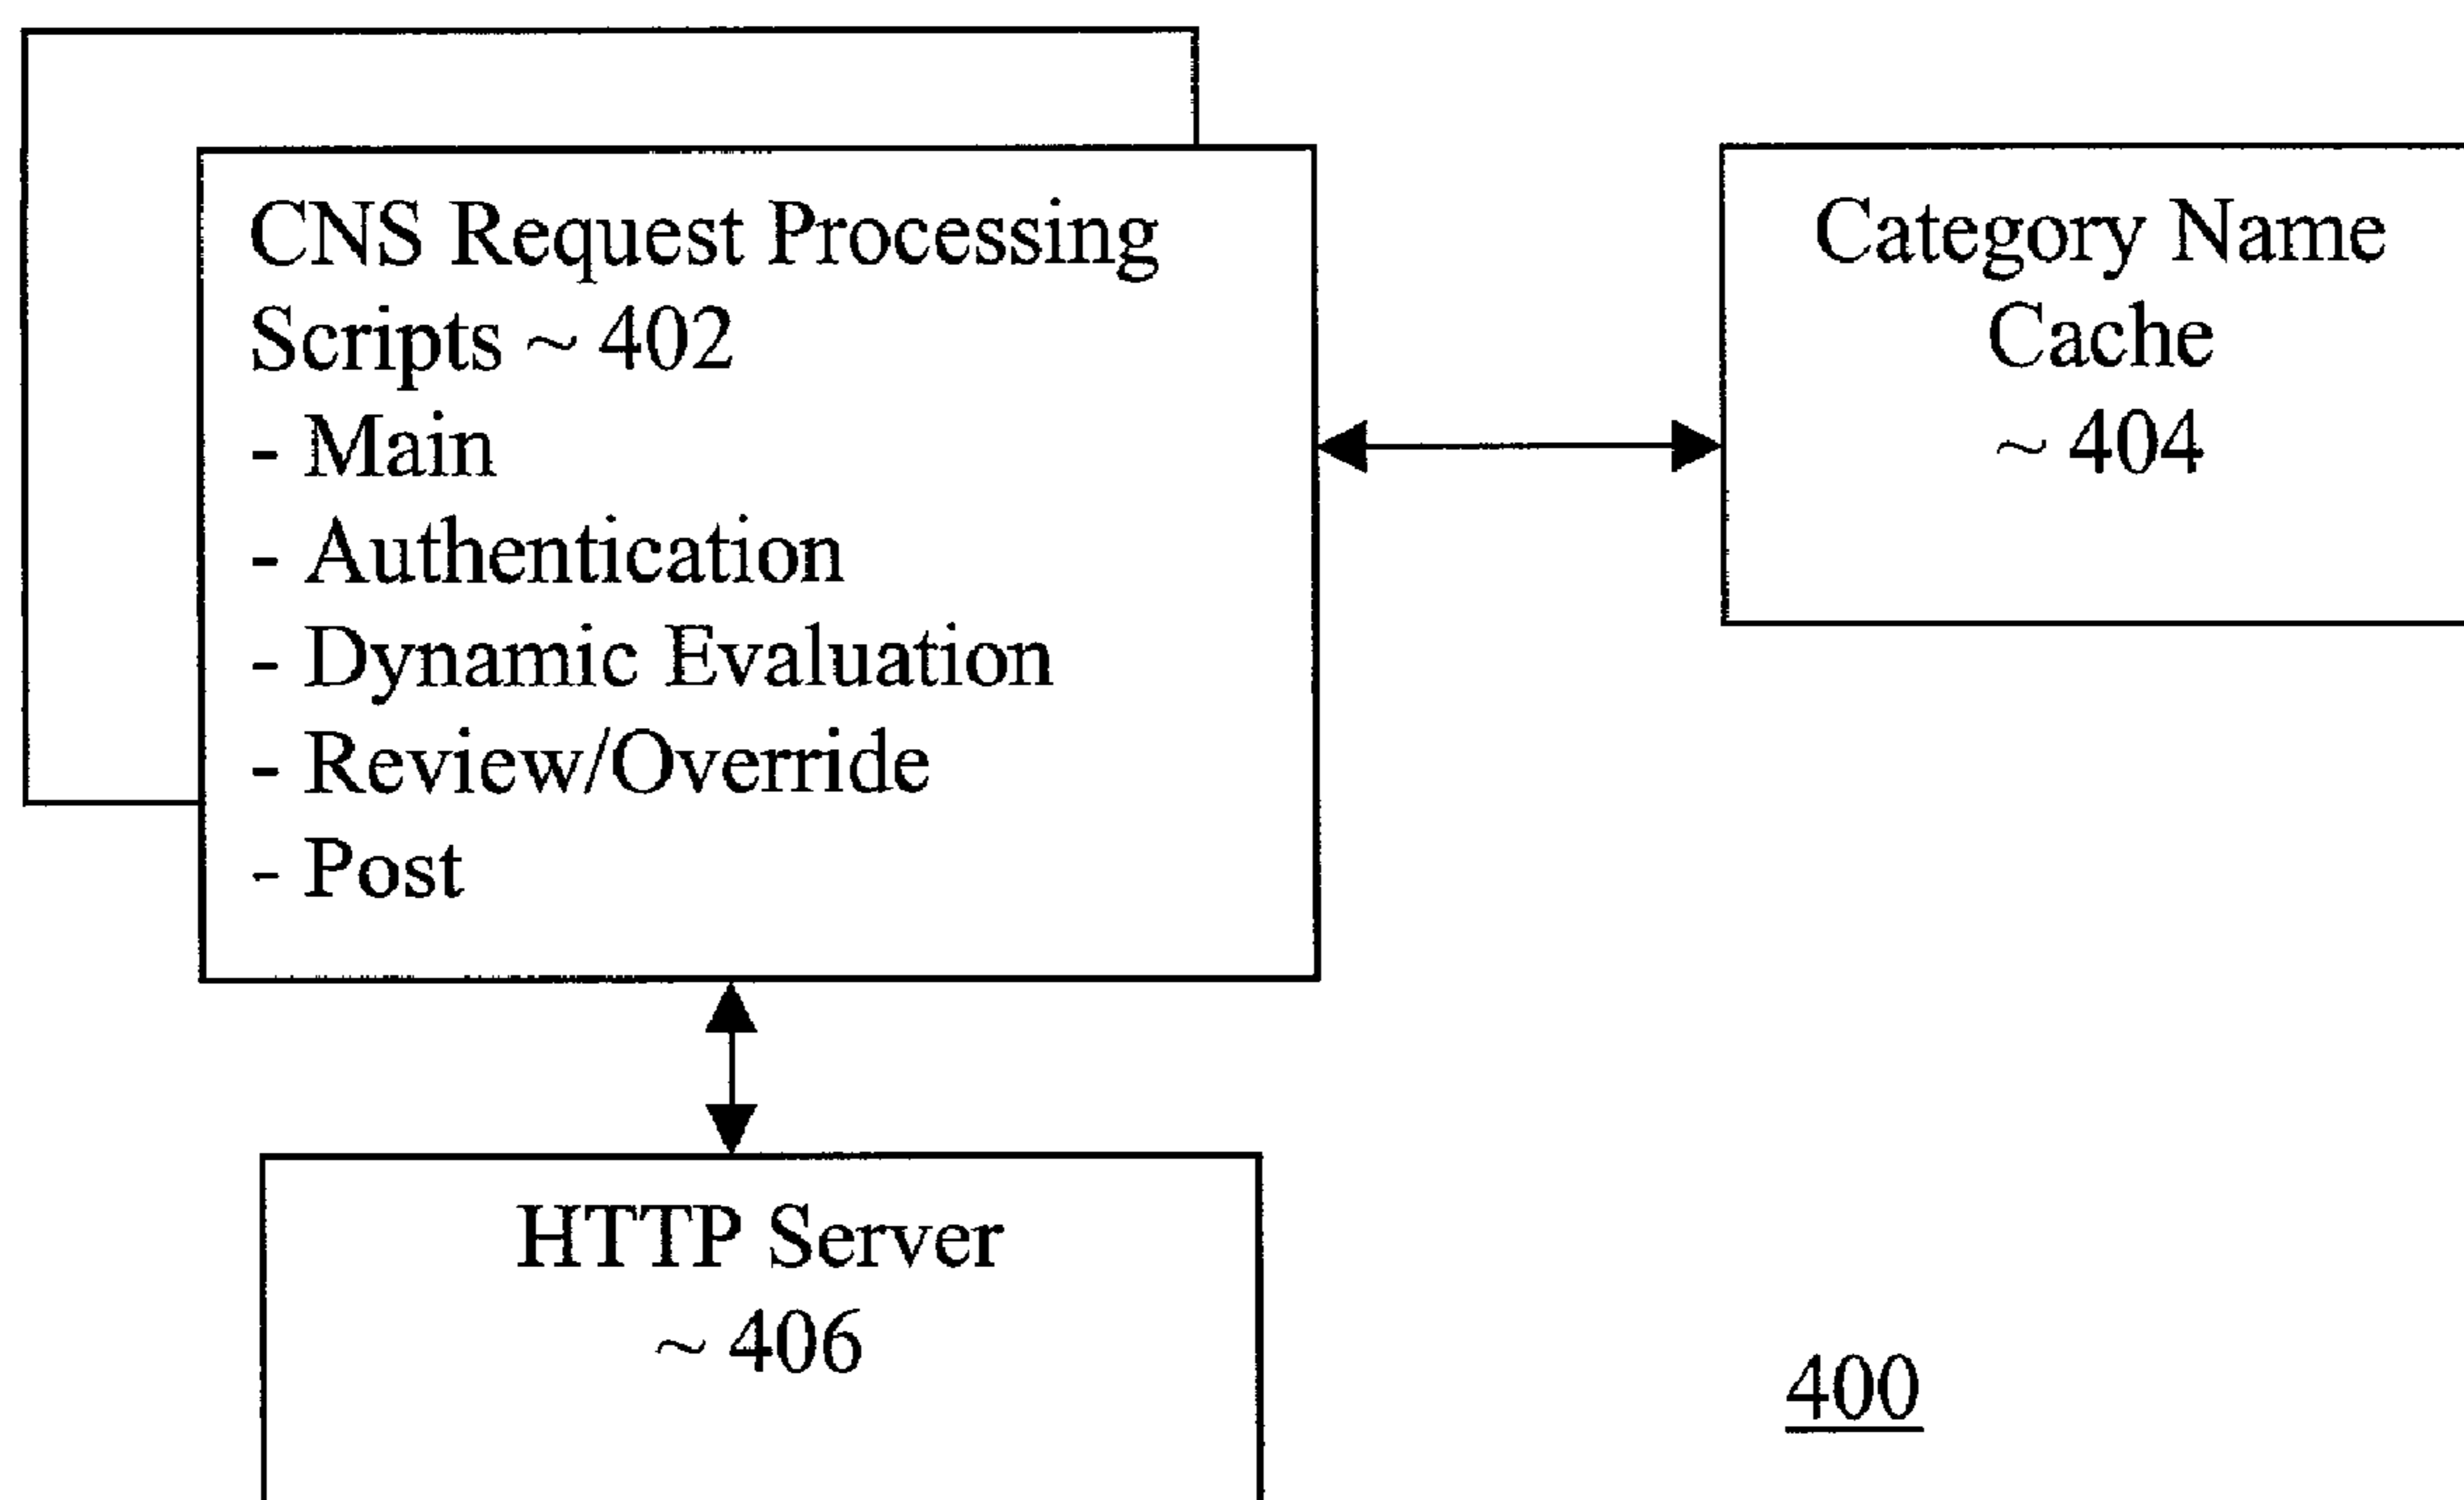 CNS Request Processing
Scripts ~ 402
- Main
- Authentication
- Dynamic Evaluation
- Review/Override
- Post
Category Name
Cache
~ 404
HTTP Server
~ 406
400